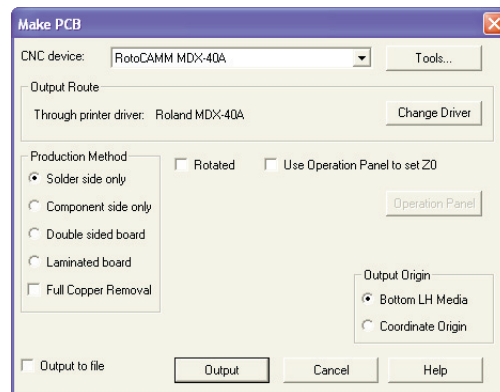 Make PCB
CNC device: RotoCAMM MDX-40A Tools...
Output Route
Through printer driver: Roland MDX-40A Change Driver
Production Method
Rotated Use Operation Panel to set Z0
Solder side only
Component side only Operation Panel
Double sided board
Laminated board
Full Copper Removal
Output Origin
Bottom LH Media
Coordinate Origin
Output to file Output Cancel Help